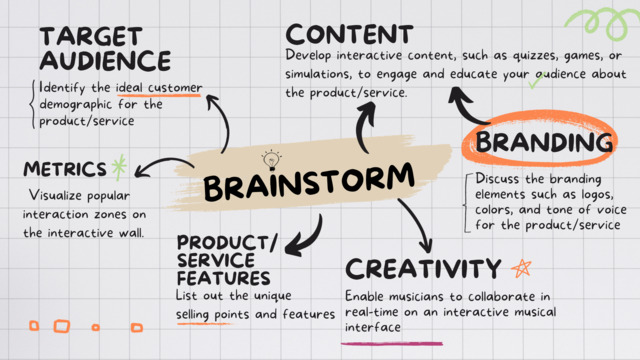 TARGET
AUDIENCE
Identify the ideal customer
demographic for the
product/service
CONTENT
Develop interactive content, such as quizzes, games, or
simulations, to engage and educate your audience about
the product/service.
METRICS
Visualize popular
interaction zones on
the interactive wall.
BRAINSTORM
BRANDING
Discuss the branding
elements such as logos,
colors, and tone of voice
for the product/service
PRODUCT/
SERVICE
FEATURES
List out the unique
selling points and features
CREATIVITY
Enable musicians to collaborate in
real-time on an interactive musical
interface